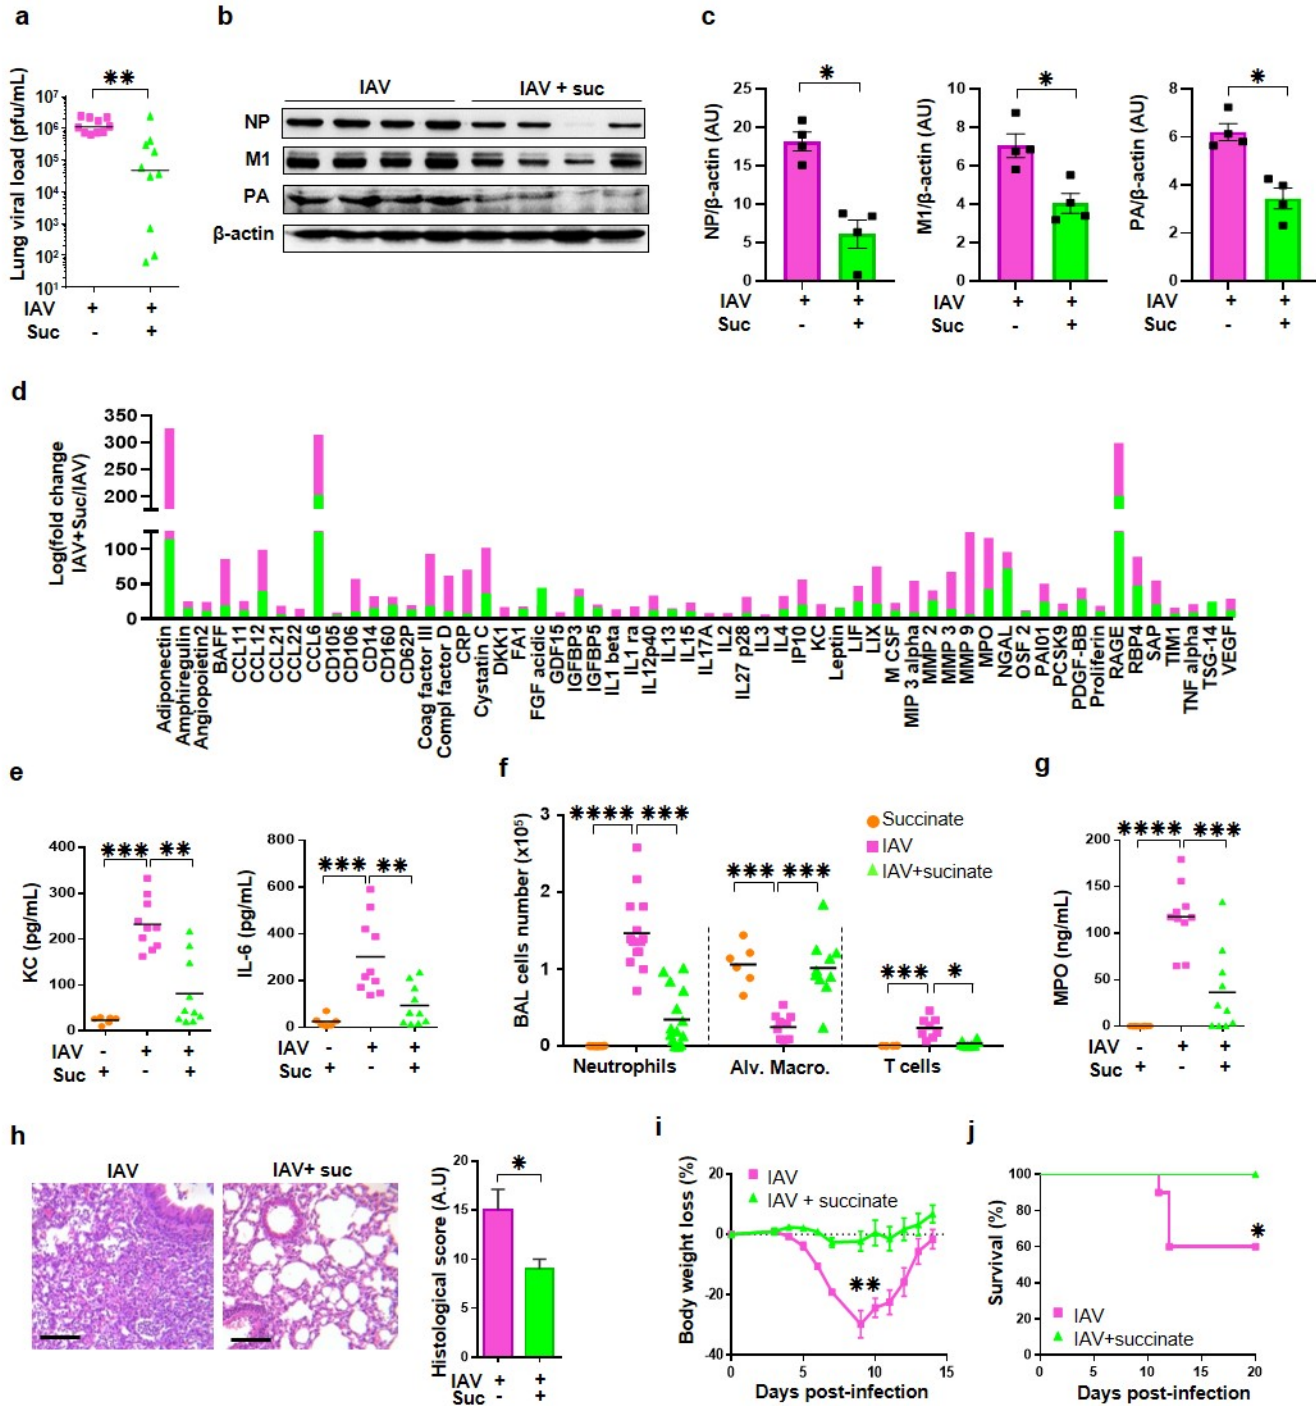 a
b
c
**
Lung viral load (pfu/mL)
10⁷
10⁶
10⁵
10⁴
10³
10²
10¹
IAV + +
Suc - +
IAV IAV + suc
NP
M1
PA
β-actin
*
NP/β-actin (AU)
25
20
15
10
5
0
IAV + +
Suc - +
*
M1/β-actin (AU)
10
8
6
4
2
0
IAV + +
Suc - +
*
PA/β-actin (AU)
8
6
4
2
0
IAV + +
Suc - +
d
Log(fold change
IAV+Suc/IAV)
350
300
250
200
100
50
0
Adiponectin
Amphiregulin
Angiopoietin2
BAFF
CCL11
CCL12
CCL21
CCL22
CCL6
CD105
CD106
CD14
CD160
CD62P
Coag factor III
Compl factor D
CRP
Cystatin C
DKK1
FA1
FGF acidic
GDF15
IGFBP3
IGFBP5
IL1 beta
IL1 ra
IL12p40
IL13
IL15
IL17A
IL2
IL27 p28
IL3
IL4
IP10
KC
Leptin
LIF
LIX
M CSF
MIP 3 alpha
MMP 2
MMP 3
MMP 9
MPO
NGAL
OSF 2
PAI01
PCSK9
PDGF-BB
Proliferin
RAGE
RBP4
SAP
TIM1
TNF alpha
TSG-14
VEGF
e
f
g
KC (pg/mL)
400
300
200
100
0
*** **
IAV - + +
Suc + - +
IL-6 (pg/mL)
800
600
400
200
0
*** **
IAV - + +
Suc + - +
BAL cells number (x10⁵)
3
2
1
0
**** ***
*** ***
*** *
Succinate
IAV
IAV+sucinate
Neutrophils Alv. Macro. T cells
MPO (ng/mL)
200
150
100
50
0
**** ***
IAV - + +
Suc + - +
h
i
j
IAV IAV+ suc
Histological score (A.U)
20
15
10
5
0
*
IAV + +
Suc - +
Body weight loss (%)
20
0
-20
-40
IAV
IAV + succinate
**
0 5 10 15
Days post-infection
Survival (%)
100
80
60
40
20
0
*
IAV
IAV+succinate
0 5 10 15 20
Days post-infection